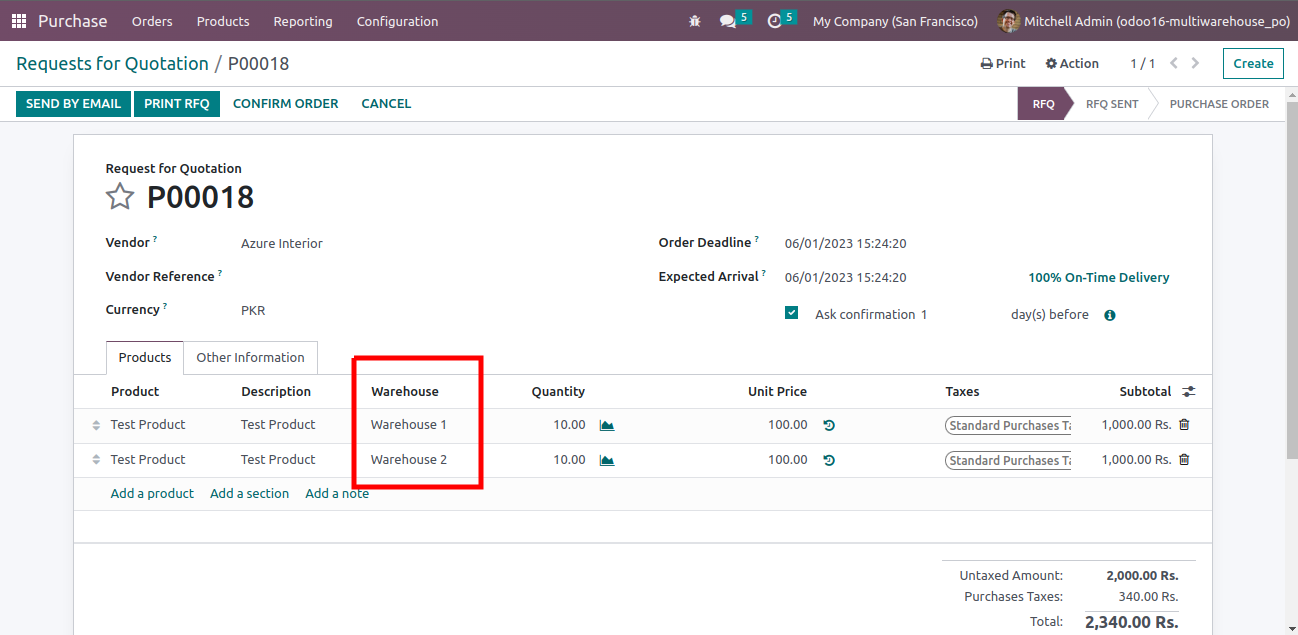 Purchase Orders Products Reporting Configuration 5 5 My Company (San Francisco) Mitchell Admin (odoo16-multiwarehouse_po)
Requests for Quotation / P00018 Print Action 1 / 1 Create
SEND BY EMAIL PRINT RFQ CONFIRM ORDER CANCEL RFQ RFQ SENT PURCHASE ORDER
Request for Quotation
P00018
Vendor ? Azure Interior Order Deadline ? 06/01/2023 15:24:20
Vendor Reference ? Expected Arrival ? 06/01/2023 15:24:20 100% On-Time Delivery
Currency ? PKR Ask confirmation 1 day(s) before
Products Other Information
Product Description Warehouse Quantity Unit Price Taxes Subtotal
Test Product Test Product Warehouse 1 10.00 100.00 Standard Purchases Ta 1,000.00 Rs.
Test Product Test Product Warehouse 2 10.00 100.00 Standard Purchases Ta 1,000.00 Rs.
Add a product Add a section Add a note
Untaxed Amount: 2,000.00 Rs.
Purchases Taxes: 340.00 Rs.
Total: 2,340.00 Rs.